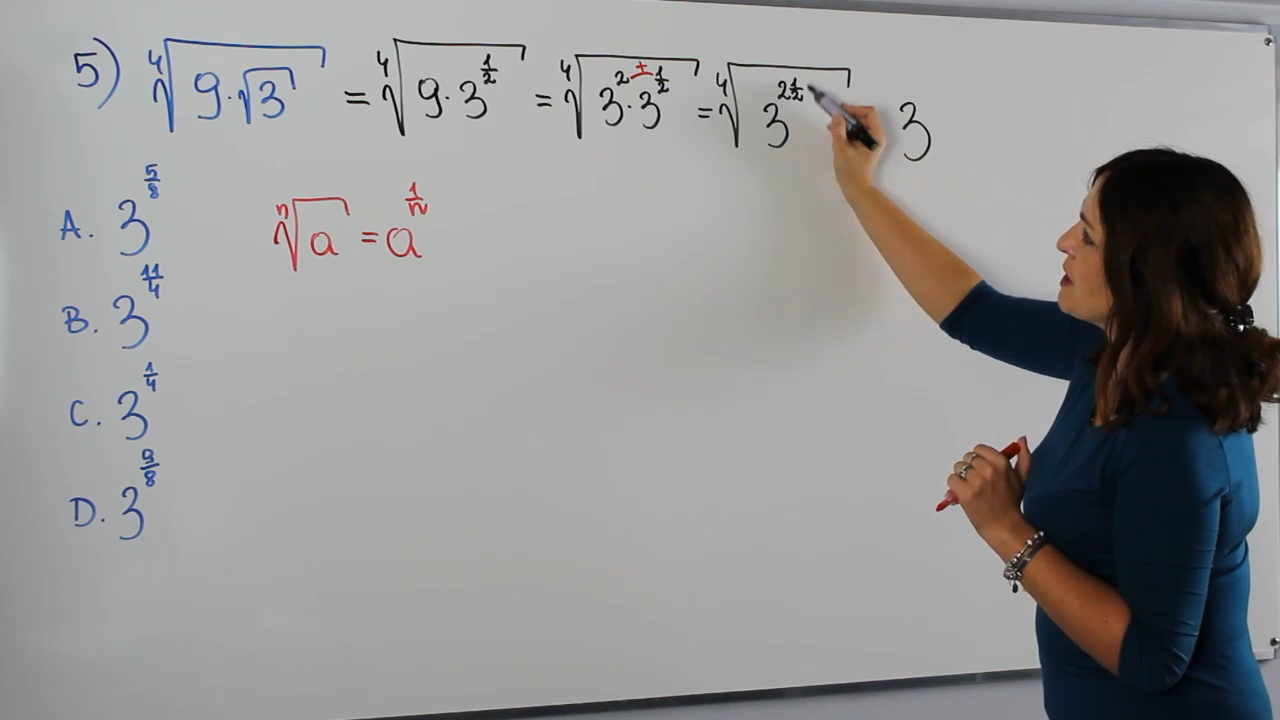 5) ⁴√(9·√3) = ⁴√(9·3^(1/2)) = ⁴√(3²·3^(1/2)) = ⁴√(3^(2 1/2)) 3
+
ⁿ√a = a^(1/n)
A. 3^(5/8)
B. 3^(11/4)
C. 3^(1/4)
D. 3^(9/8)